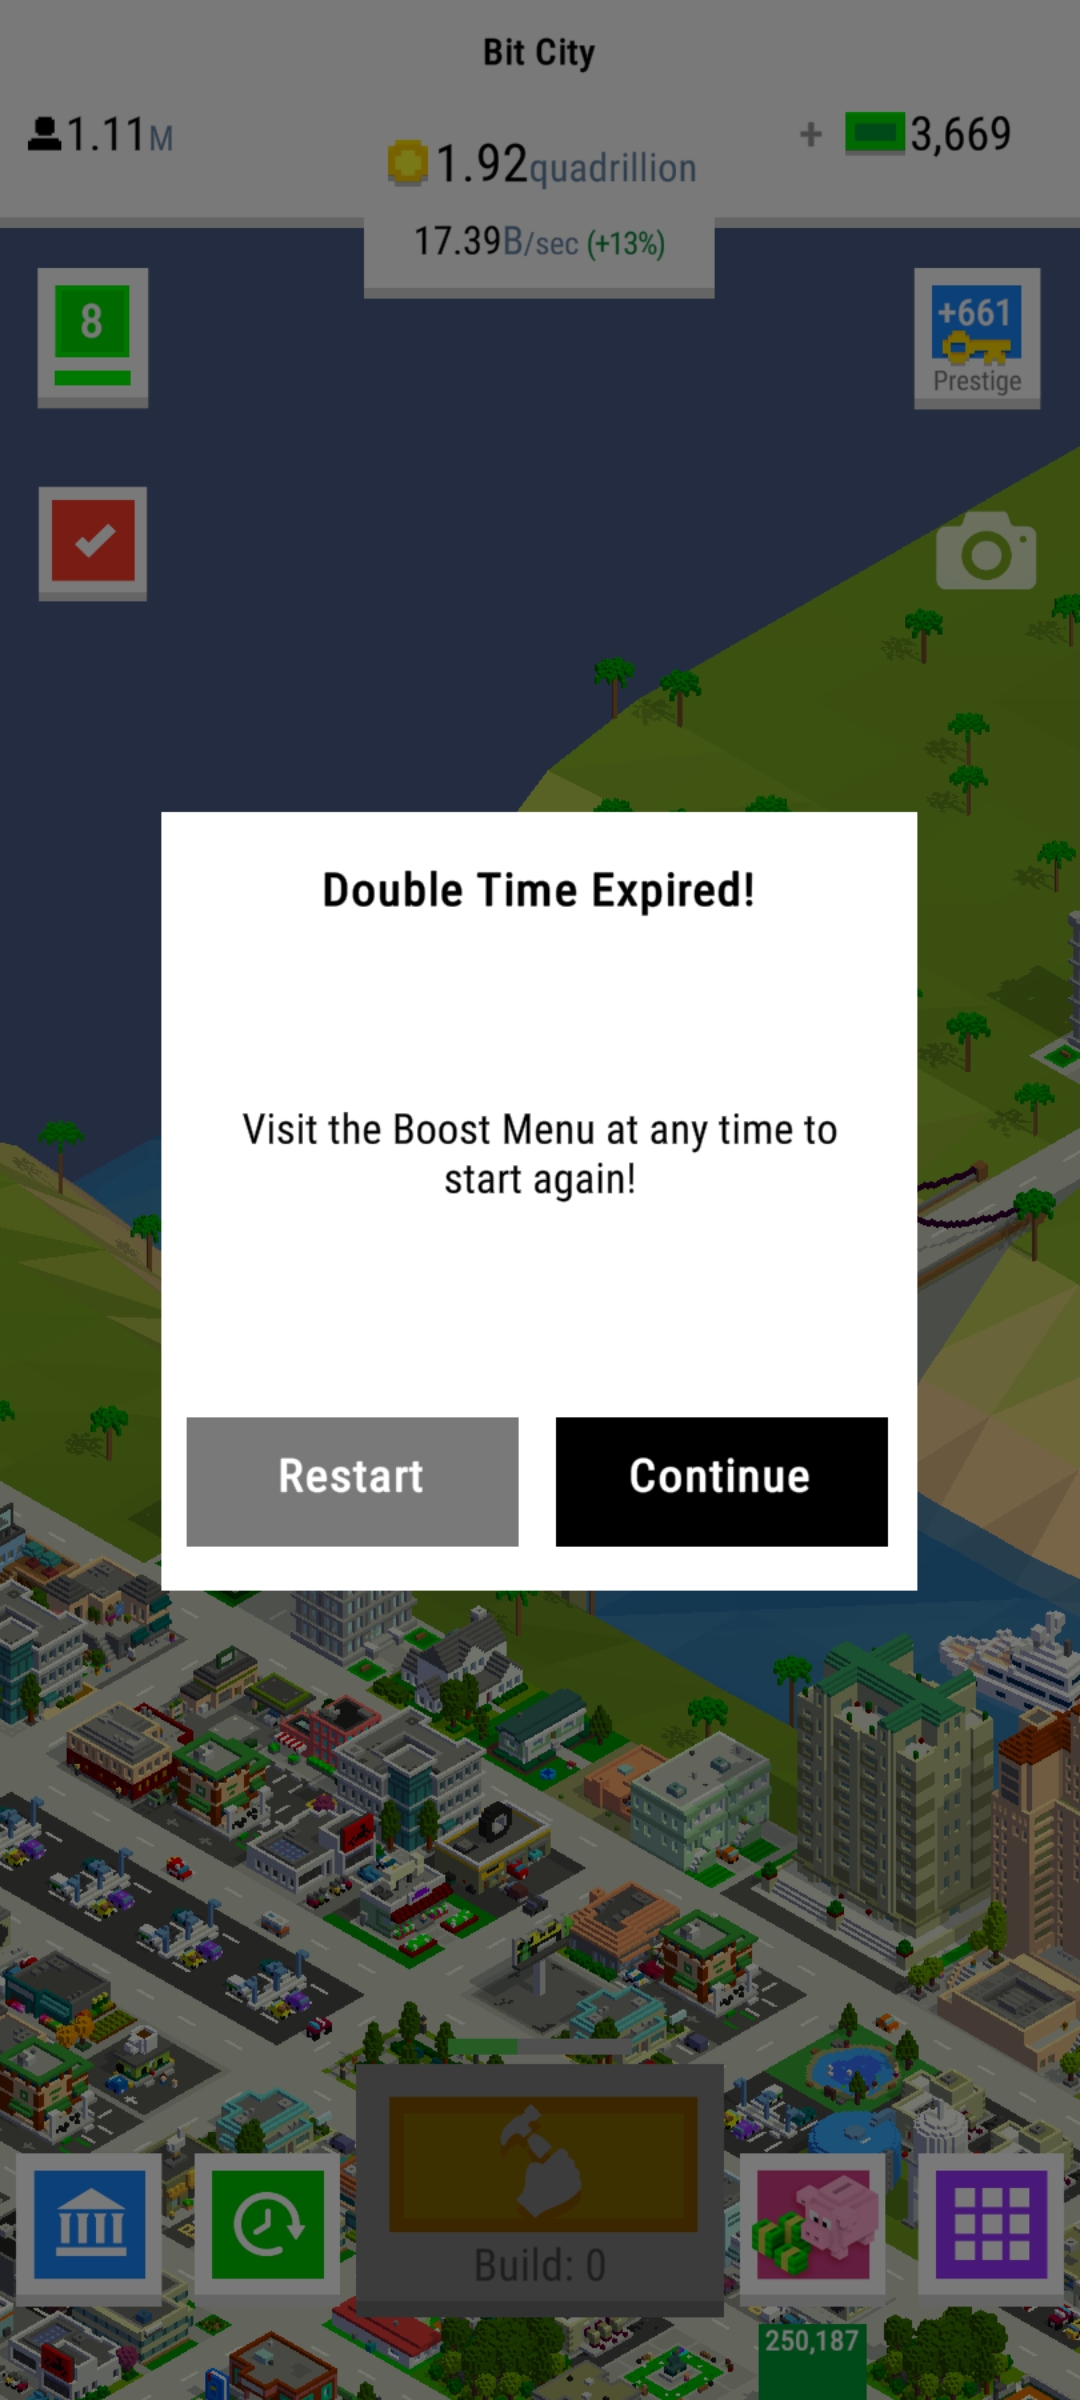 Bit City
1.11M
1.92quadrillion
+ 3,669
17.39B/sec (+13%)
8
+661
Prestige
Double Time Expired!
Visit the Boost Menu at any time to
start again!
Restart
Continue
Build: 0
250,187